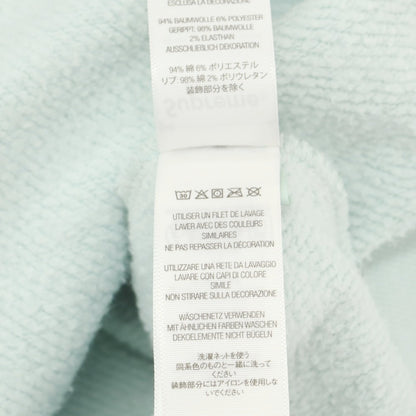 ESCLUSA LA DECORAZIONE
94% BAUMWOLLE 6% POLYESTER
GERIPPT: 98% BAUMWOLLE
2% ELASTHAN
AUSSCHLIEßLICH DEKORATION
94% 綿 6% ポリエステル
リブ, 98% 綿 2% ポリウレタン
装飾部分を除く
Supreme
30
UTILISER UN FILET DE LAVAGE
LAVER AVEC DES COULEURS
SIMILAIRES
NE PAS REPASSER LA DÉCORATION
UTILIZZARE UNA RETE DA LAVAGGIO
LAVARE CON CAPI DI COLORE
SIMILE
NON STIRARE SULLA DECORAZIONE
WÄSCHENETZ VERWENDEN
MIT ÄHNLICHEN FARBEN WASCHEN
DEKOELEMENTE NICHT BÜGELN
洗濯ネットを使う
同系色のものと一緒に洗って
ください
装飾部分にはアイロンを使用しな
いでください